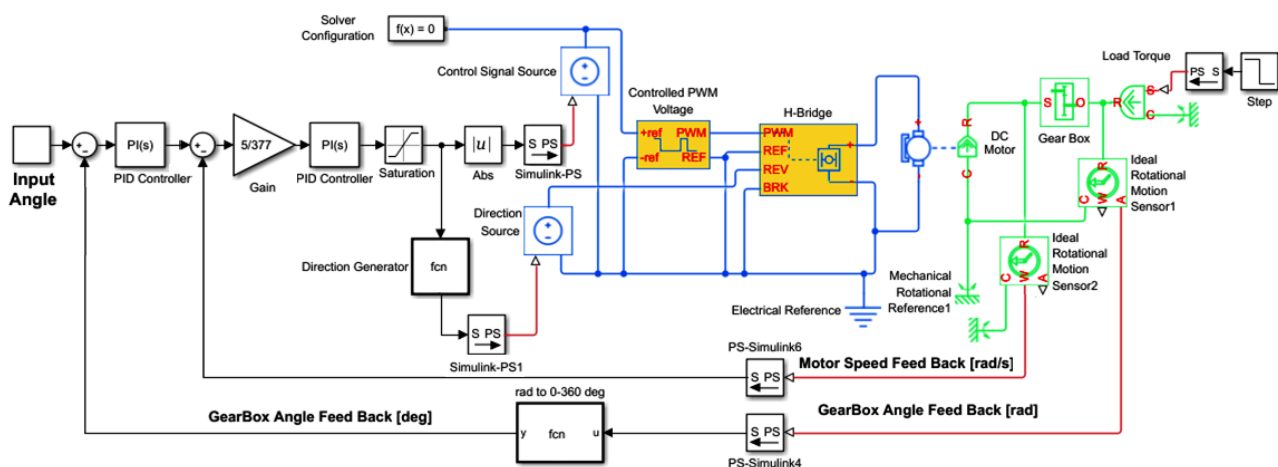 Solver
Configuration
f(x) = 0
Control Signal Source
Controlled PWM
Voltage
+ref PWM
-ref REF
H-Bridge
PWM
REF
REV
BRK
+
-
+
-
DC
Motor
R
C
S O
Gear Box
Load Torque
R S
C
PS S
Step
Ideal
Rotational
Motion
Sensor1
R
C W A
Ideal
Rotational
Motion
Sensor2
R
C W A
Input
Angle
PI(s)
PID Controller
5/377
Gain
PI(s)
PID Controller
Saturation
|u|
Abs
S PS
Simulink-PS
Direction
Source
Direction Generator
fcn
S PS
Simulink-PS1
Electrical Reference
Mechanical
Rotational
Reference1
PS-Simulink6
S PS
Motor Speed Feed Back [rad/s]
GearBox Angle Feed Back [deg]
rad to 0-360 deg
y fcn u
S PS
PS-Simulink4
GearBox Angle Feed Back [rad]